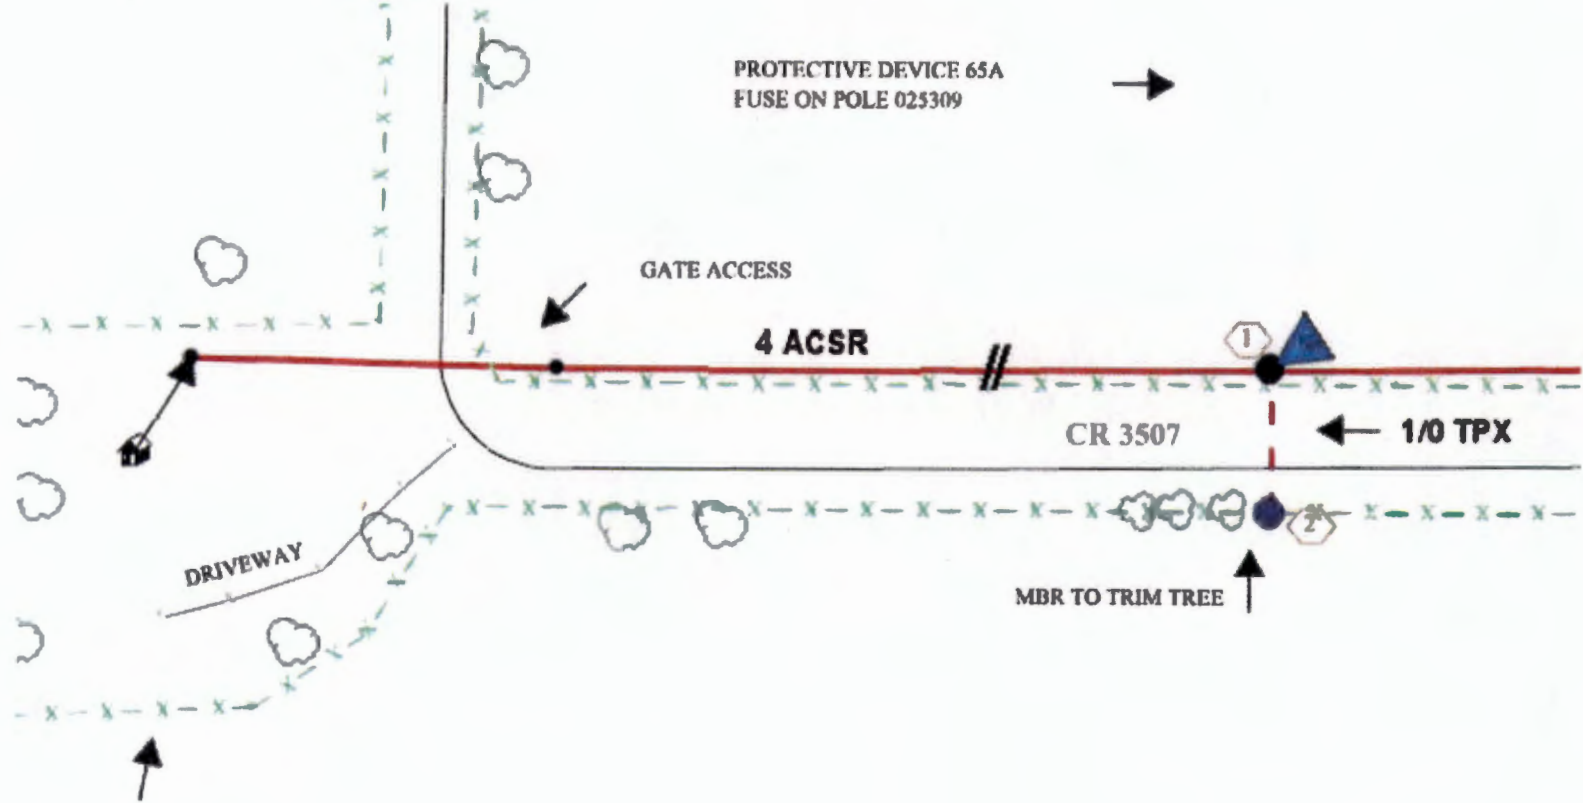 PROTECTIVE DEVICE 65A
FUSE ON POLE 025309
GATE ACCESS
4 ACSR
1
CR 3507
1/0 TPX
2
DRIVEWAY
MBR TO TRIM TREE